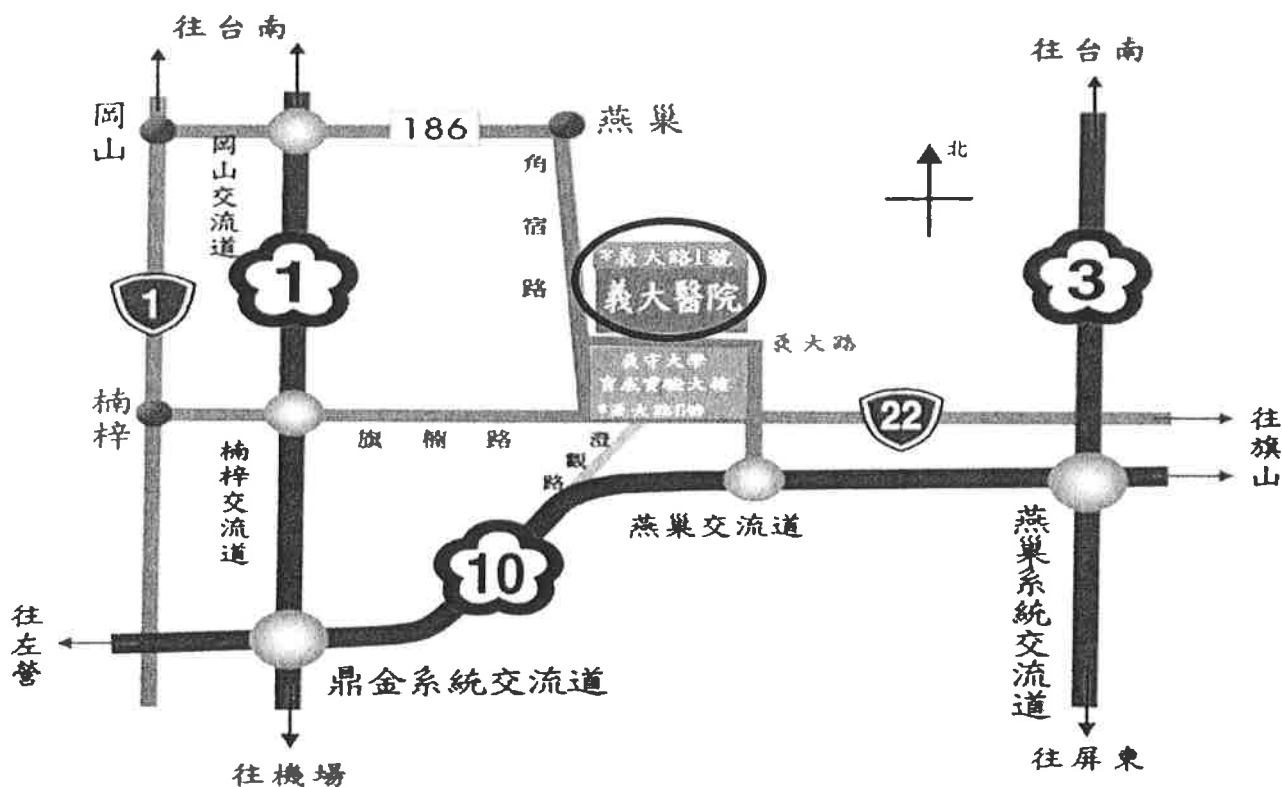 往台南
往台南
岡山
186
燕巢
北
岡山交流道
角宿路
1
1
3
*義大路1號
義大醫院
義大路
義守大學
楠梓
22
往旗山
旗楠路
澄觀路
楠梓交流道
燕巢交流道
燕巢系統交流道
10
往左營
鼎金系統交流道
往機場
往屏東